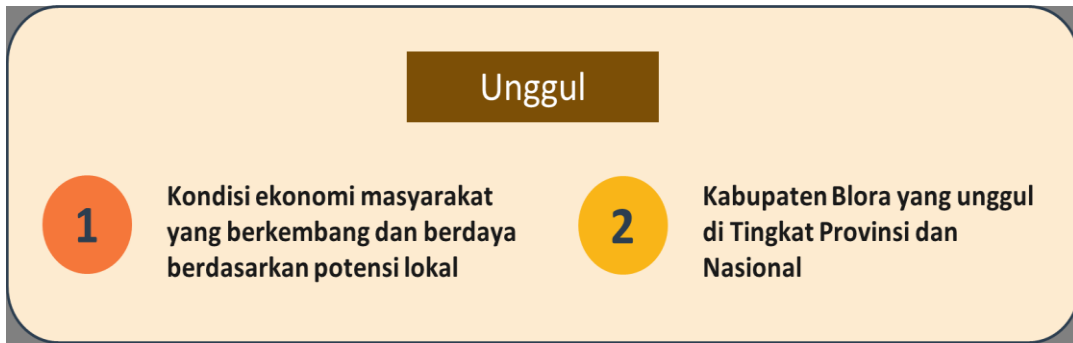 Unggul
1
Kondisi ekonomi masyarakat
yang berkembang dan berdaya
berdasarkan potensi lokal
2
Kabupaten Blora yang unggul
di Tingkat Provinsi dan
Nasional